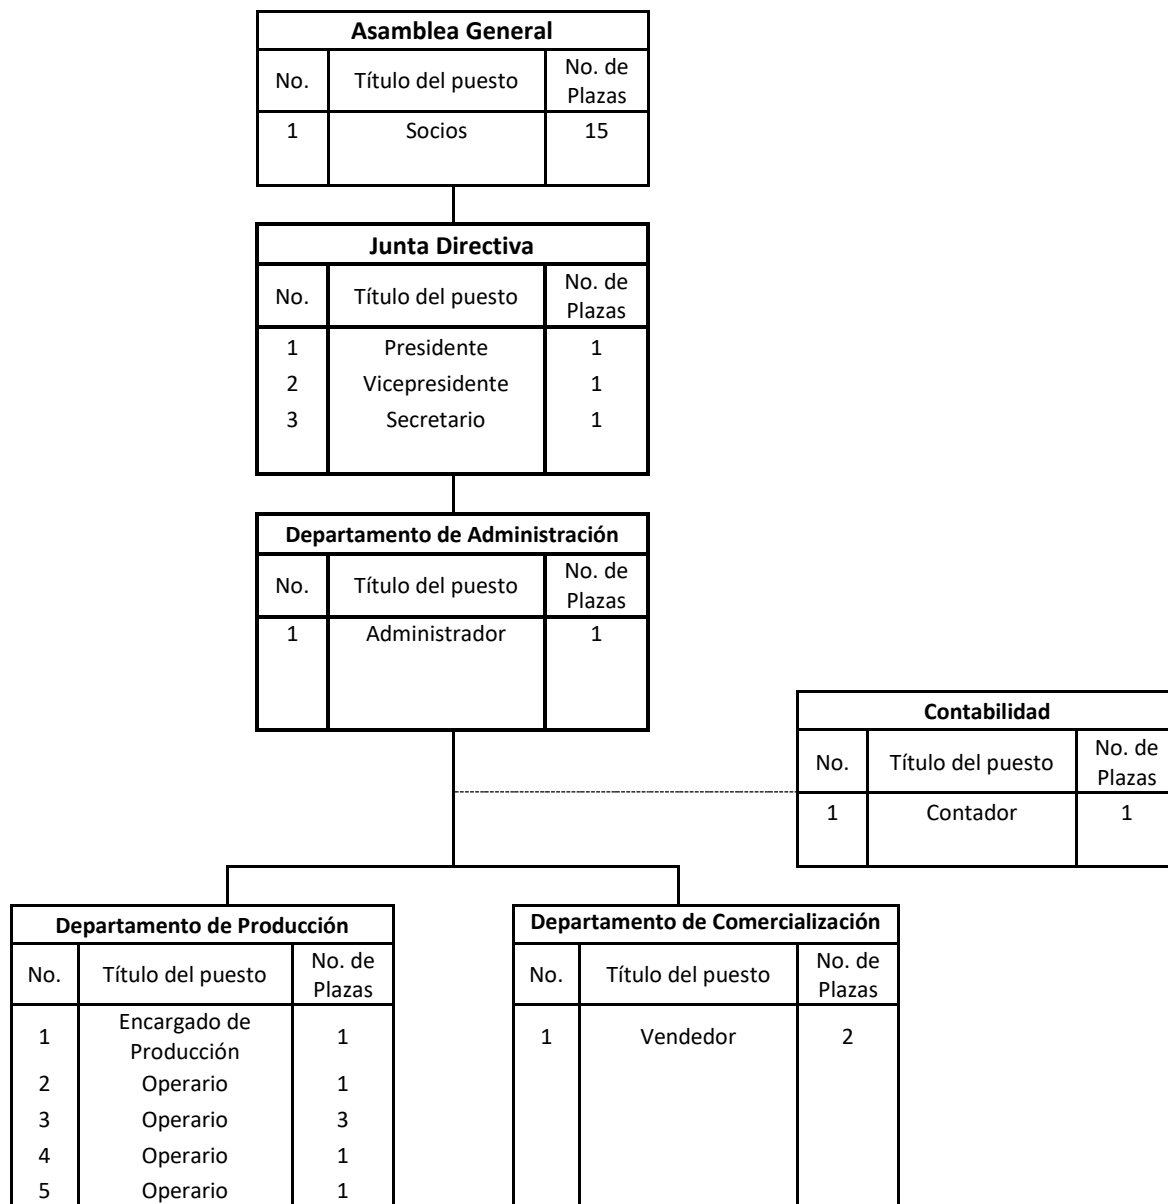 Asamblea General
No. Título del puesto No. de
Plazas
1 Socios 15
Junta Directiva
No. Título del puesto No. de
Plazas
1 Presidente 1
2 Vicepresidente 1
3 Secretario 1
Departamento de Administración
No. Título del puesto No. de
Plazas
1 Administrador 1
Contabilidad
No. Título del puesto No. de
Plazas
1 Contador 1
Departamento de Producción
No. Título del puesto No. de
Plazas
1 Encargado de
Producción 1
2 Operario 1
3 Operario 3
4 Operario 1
5 Operario 1
Departamento de Comercialización
No. Título del puesto No. de
Plazas
1 Vendedor 2